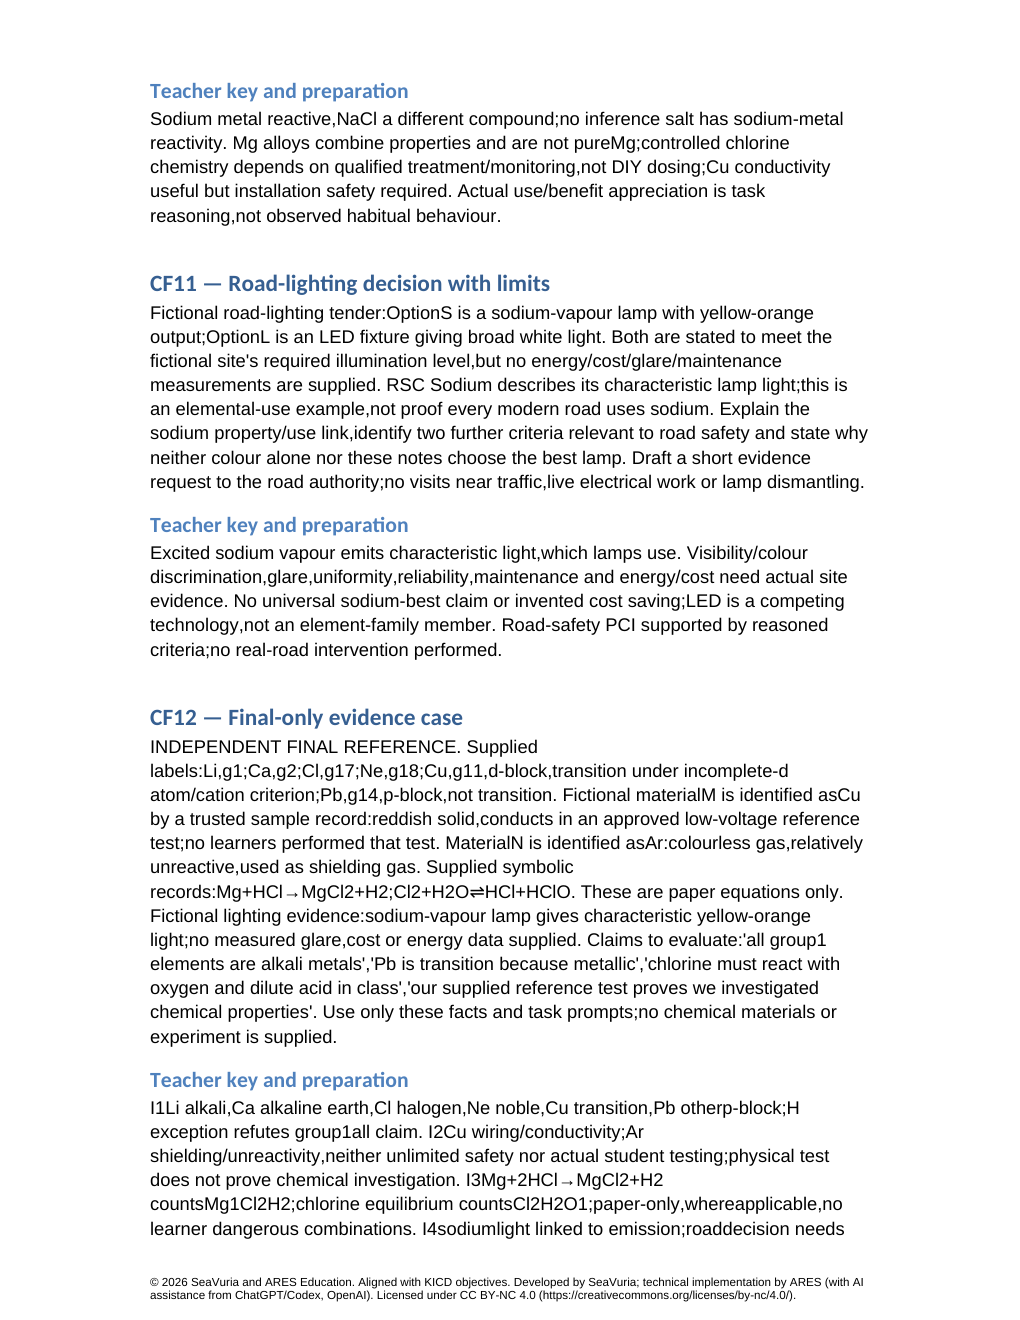 Teacher key and preparation
Sodium metal reactive,NaCl a different compound;no inference salt has sodium-metal
reactivity. Mg alloys combine properties and are not pureMg;controlled chlorine
chemistry depends on qualified treatment/monitoring,not DIY dosing;Cu conductivity
useful but installation safety required. Actual use/benefit appreciation is task
reasoning,not observed habitual behaviour.
CF11 — Road-lighting decision with limits
Fictional road-lighting tender:OptionS is a sodium-vapour lamp with yellow-orange
output;OptionL is an LED fixture giving broad white light. Both are stated to meet the
fictional site's required illumination level,but no energy/cost/glare/maintenance
measurements are supplied. RSC Sodium describes its characteristic lamp light;this is
an elemental-use example,not proof every modern road uses sodium. Explain the
sodium property/use link,identify two further criteria relevant to road safety and state why
neither colour alone nor these notes choose the best lamp. Draft a short evidence
request to the road authority;no visits near traffic,live electrical work or lamp dismantling.
Teacher key and preparation
Excited sodium vapour emits characteristic light,which lamps use. Visibility/colour
discrimination,glare,uniformity,reliability,maintenance and energy/cost need actual site
evidence. No universal sodium-best claim or invented cost saving;LED is a competing
technology,not an element-family member. Road-safety PCI supported by reasoned
criteria;no real-road intervention performed.
CF12 — Final-only evidence case
INDEPENDENT FINAL REFERENCE. Supplied
labels:Li,g1;Ca,g2;Cl,g17;Ne,g18;Cu,g11,d-block,transition under incomplete-d
atom/cation criterion;Pb,g14,p-block,not transition. Fictional materialM is identified asCu
by a trusted sample record:reddish solid,conducts in an approved low-voltage reference
test;no learners performed that test. MaterialN is identified asAr:colourless gas,relatively
unreactive,used as shielding gas. Supplied symbolic
records:Mg+HCl→MgCl2+H2;Cl2+H2O⇌HCl+HClO. These are paper equations only.
Fictional lighting evidence:sodium-vapour lamp gives characteristic yellow-orange
light;no measured glare,cost or energy data supplied. Claims to evaluate:'all group1
elements are alkali metals','Pb is transition because metallic','chlorine must react with
oxygen and dilute acid in class','our supplied reference test proves we investigated
chemical properties'. Use only these facts and task prompts;no chemical materials or
experiment is supplied.
Teacher key and preparation
I1Li alkali,Ca alkaline earth,Cl halogen,Ne noble,Cu transition,Pb otherp-block;H
exception refutes group1all claim. I2Cu wiring/conductivity;Ar
shielding/unreactivity,neither unlimited safety nor actual student testing;physical test
does not prove chemical investigation. I3Mg+2HCl→MgCl2+H2
countsMg1Cl2H2;chlorine equilibrium countsCl2H2O1;paper-only,whereapplicable,no
learner dangerous combinations. I4sodiumlight linked to emission;roaddecision needs
© 2026 SeaVuria and ARES Education. Aligned with KICD objectives. Developed by SeaVuria; technical implementation by ARES (with AI
assistance from ChatGPT/Codex, OpenAI). Licensed under CC BY-NC 4.0 (https://creativecommons.org/licenses/by-nc/4.0/).